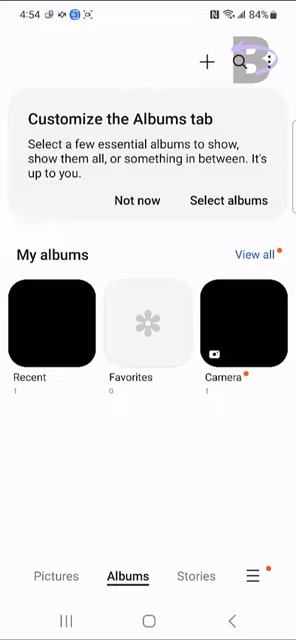 4:54
84%
B
Customize the Albums tab
Select a few essential albums to show,
show them all, or something in between. It's
up to you.
Not now
Select albums
My albums
View all
Recent
1
Favorites
0
Camera
1
Pictures
Albums
Stories